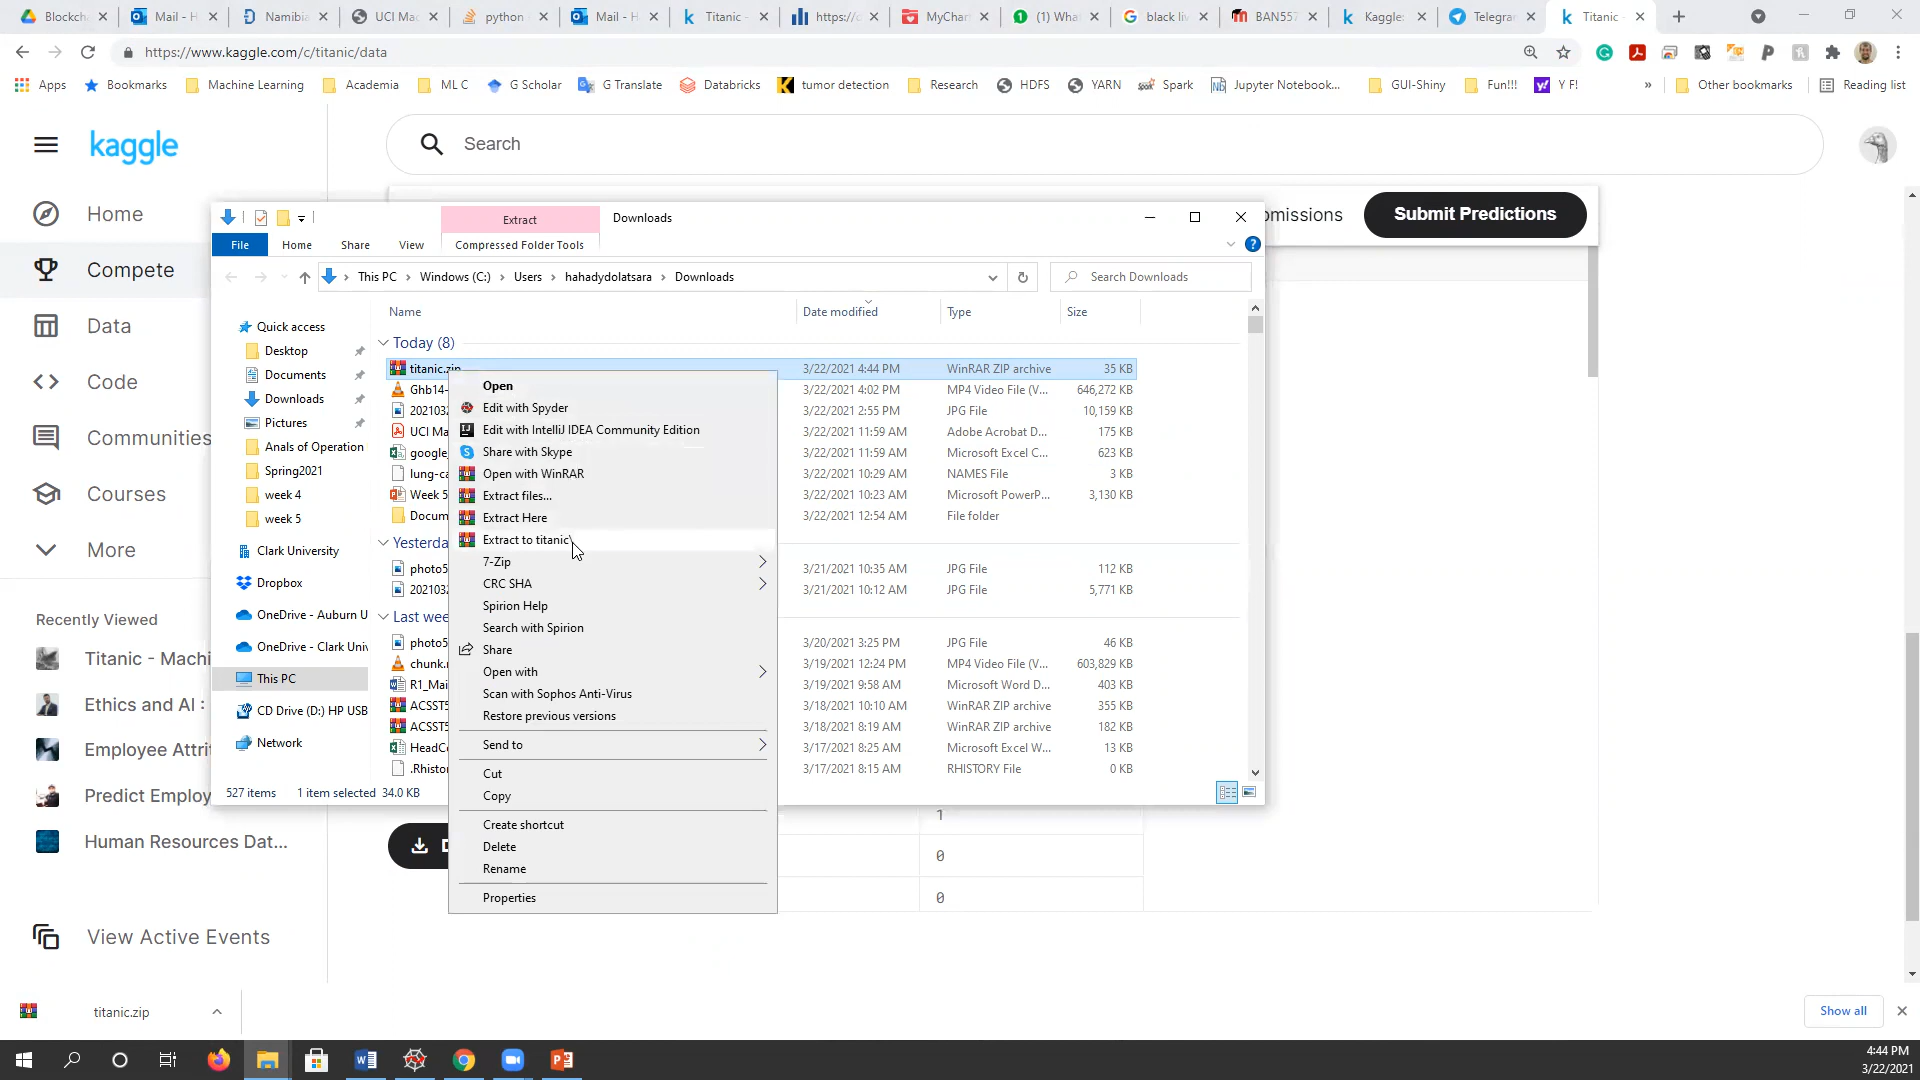 Blockch
Mail - H
Namibia
UCI Mac
python
Mail - H
Titanic -
https://c
MyChar
(1) What
black liv
BAN557
Kaggle:
Telegra
Titanic
https://www.kaggle.com/c/titanic/data
Apps
Bookmarks
Machine Learning
Academia
ML C
G Scholar
G Translate
Databricks
tumor detection
Research
HDFS
YARN
Spark
Jupyter Notebook...
GUI-Shiny
Fun!!!
Y F!
»
Other bookmarks
Reading list
kaggle
Search
Home
Compete
Data
Code
Communities
Courses
More
Recently Viewed
Titanic - Machi
Ethics and AI :
Employee Attri
Predict Employ
Human Resources Dat...
View Active Events
omissions
Submit Predictions
Extract
Downloads
File
Home
Share
View
Compressed Folder Tools
This PC > Windows (C:) > Users > hahadydolatsara > Downloads
Search Downloads
Name
Date modified
Type
Size
Quick access
Desktop
Documents
Downloads
Pictures
Anals of Operation
Spring2021
week 4
week 5
Clark University
Dropbox
OneDrive - Auburn U
OneDrive - Clark Univ
This PC
CD Drive (D:) HP USB
Network
Today (8)
titanic.zip 3/22/2021 4:44 PM WinRAR ZIP archive 35 KB
Ghb14- 3/22/2021 4:02 PM MP4 Video File (V... 646,272 KB
2021032 3/22/2021 2:55 PM JPG File 10,159 KB
UCI Ma 3/22/2021 11:59 AM Adobe Acrobat D... 175 KB
google_ 3/22/2021 11:59 AM Microsoft Excel C... 623 KB
lung-ca 3/22/2021 10:29 AM NAMES File 3 KB
Week 5 3/22/2021 10:23 AM Microsoft PowerP... 3,130 KB
Docum 3/22/2021 12:54 AM File folder
Yesterda
photo5 3/21/2021 10:35 AM JPG File 112 KB
202103 3/21/2021 10:12 AM JPG File 5,771 KB
Last wee
photo5 3/20/2021 3:25 PM JPG File 46 KB
chunk.r 3/19/2021 12:24 PM MP4 Video File (V... 603,829 KB
R1_Mai 3/19/2021 9:58 AM Microsoft Word D... 403 KB
ACSST5 3/18/2021 10:10 AM WinRAR ZIP archive 355 KB
ACSST5 3/18/2021 8:19 AM WinRAR ZIP archive 182 KB
HeadCo 3/17/2021 8:25 AM Microsoft Excel W... 13 KB
.Rhistor 3/17/2021 8:15 AM RHISTORY File 0 KB
527 items
1 item selected 34.0 KB
Open
Edit with Spyder
Edit with IntelliJ IDEA Community Edition
Share with Skype
Open with WinRAR
Extract files...
Extract Here
Extract to titanic\
7-Zip
CRC SHA
Spirion Help
Search with Spirion
Share
Open with
Scan with Sophos Anti-Virus
Restore previous versions
Send to
Cut
Copy
Create shortcut
Delete
Rename
Properties
1
0
0
titanic.zip
Show all
4:44 PM
3/22/2021